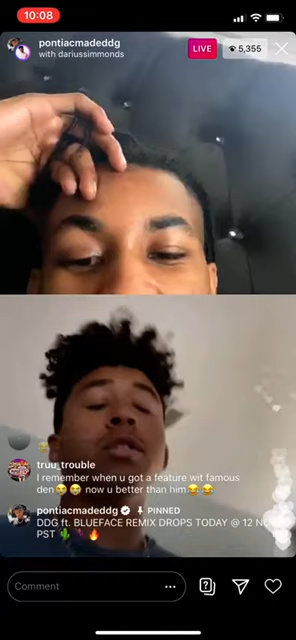 10:08
pontiacmadeddg
with dariussimmonds
LIVE
5,355
truu_trouble
I remember when u got a feature wit famous
den😭😭 now u better than him😂😂
pontiacmadeddg PINNED
DDG ft. BLUEFACE REMIX DROPS TODAY @ 12
PST 🌵🔥
Comment